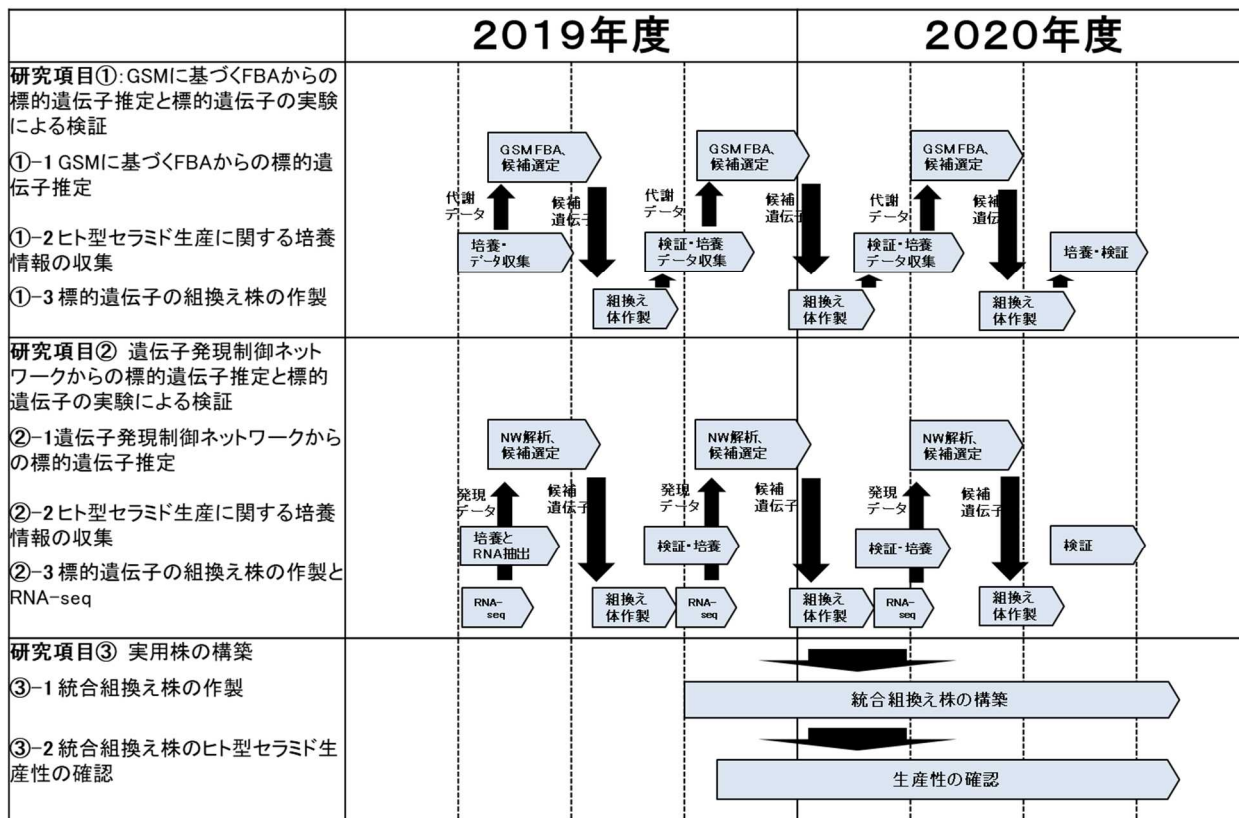 2019年度
2020年度
研究項目①:GSMに基づくFBAからの
標的遺伝子推定と標的遺伝子の実験
による検証
①-1 GSMに基づくFBAからの標的遺
伝子推定
①-2 ヒト型セラミド生産に関する培養
情報の収集
①-3 標的遺伝子の組換え株の作製
GSMFBA、
候補選定
GSMFBA、
候補選定
GSMFBA、
候補選定
代謝
データ
候補
遺伝子
代謝
データ
候補
遺伝子
代謝
データ
候補
遺伝子
培養・
データ収集
検証・培養
データ収集
検証・培養
データ収集
培養・検証
組換え
体作製
組換え
体作製
組換え
体作製
研究項目② 遺伝子発現制御ネット
ワークからの標的遺伝子推定と標的
遺伝子の実験による検証
②-1遺伝子発現制御ネットワークから
の標的遺伝子推定
②-2 ヒト型セラミド生産に関する培養
情報の収集
②-3 標的遺伝子の組換え株の作製と
RNA-seq
NW解析、
候補選定
NW解析、
候補選定
NW解析、
候補選定
発現
データ
候補
遺伝子
発現
データ
候補
遺伝子
発現
データ
候補
遺伝子
培養と
RNA抽出
検証・培養
検証-培養
検証
RNA-
seq
組換え
体作製
RNA-
seq
組換え
体作製
RNA-
seq
組換え
体作製
研究項目③ 実用株の構築
③-1 統合組換え株の作製
③-2 統合組換え株のヒト型セラミド生
産性の確認
統合組換え株の構築
生産性の確認